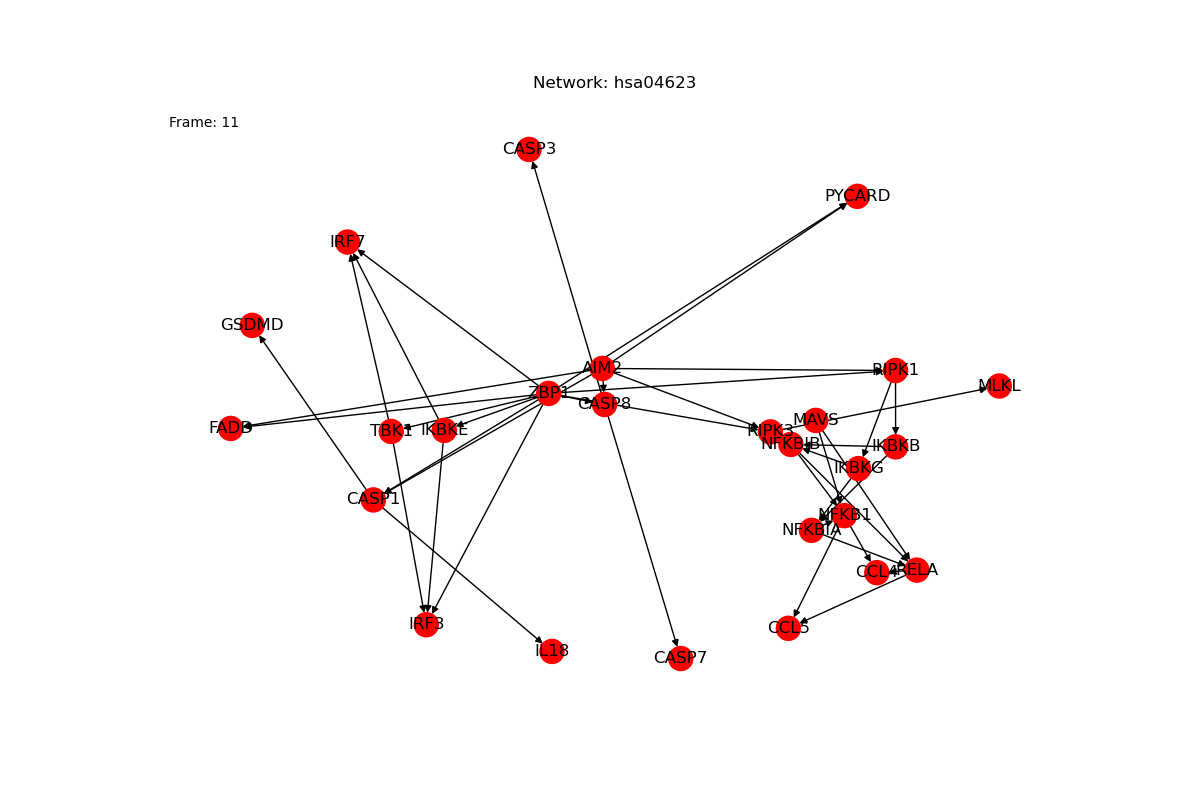 Network: hsa04623
Frame: 11
CASP3
PYCARD
IRF7
GSDMD
AIM2
RIPK1
MLKL
ZBP1
CASP8
MAVS
FADD
TBK1
IKBKE
RIPK3
NFKBIB
IKBKB
IKBKG
CASP1
NFKB1
NFKBIA
CCL4
RELA
IRF3
CCL5
IL18
CASP7